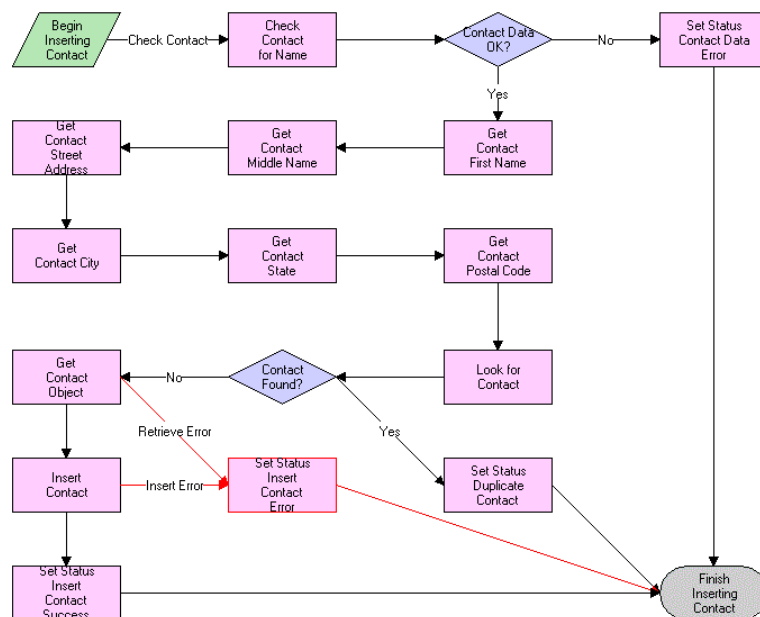 Begin
Inserting
Contact
Check Contact
Check
Contact
for Name
Contact Data
OK?
No
Set Status
Contact Data
Error
Yes
Get
Contact
Street
Address
Get
Contact
Middle Name
Get
Contact
First Name
Get
Contact City
Get
Contact
State
Get
Contact
Postal Code
Get
Contact
Object
No
Contact
Found?
Look for
Contact
Retrieve Error
Yes
Insert
Contact
Insert Error
Set Status
Insert
Contact
Error
Set Status
Duplicate
Contact
Set Status
Insert
Contact
Success
Finish
Inserting
Contact